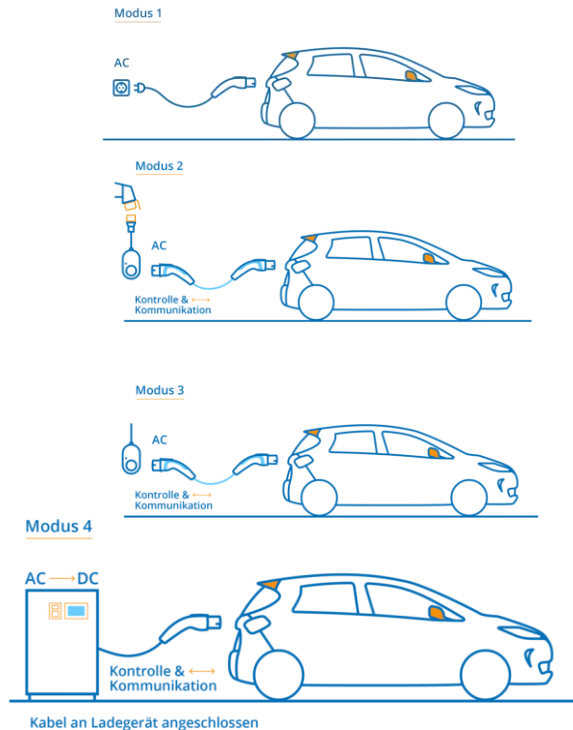 Modus 1
AC
Modus 2
AC
Kontrolle &
Kommunikation
Modus 3
AC
Kontrolle &
Kommunikation
Modus 4
AC DC
Kontrolle &
Kommunikation
Kabel an Ladegerät angeschlossen